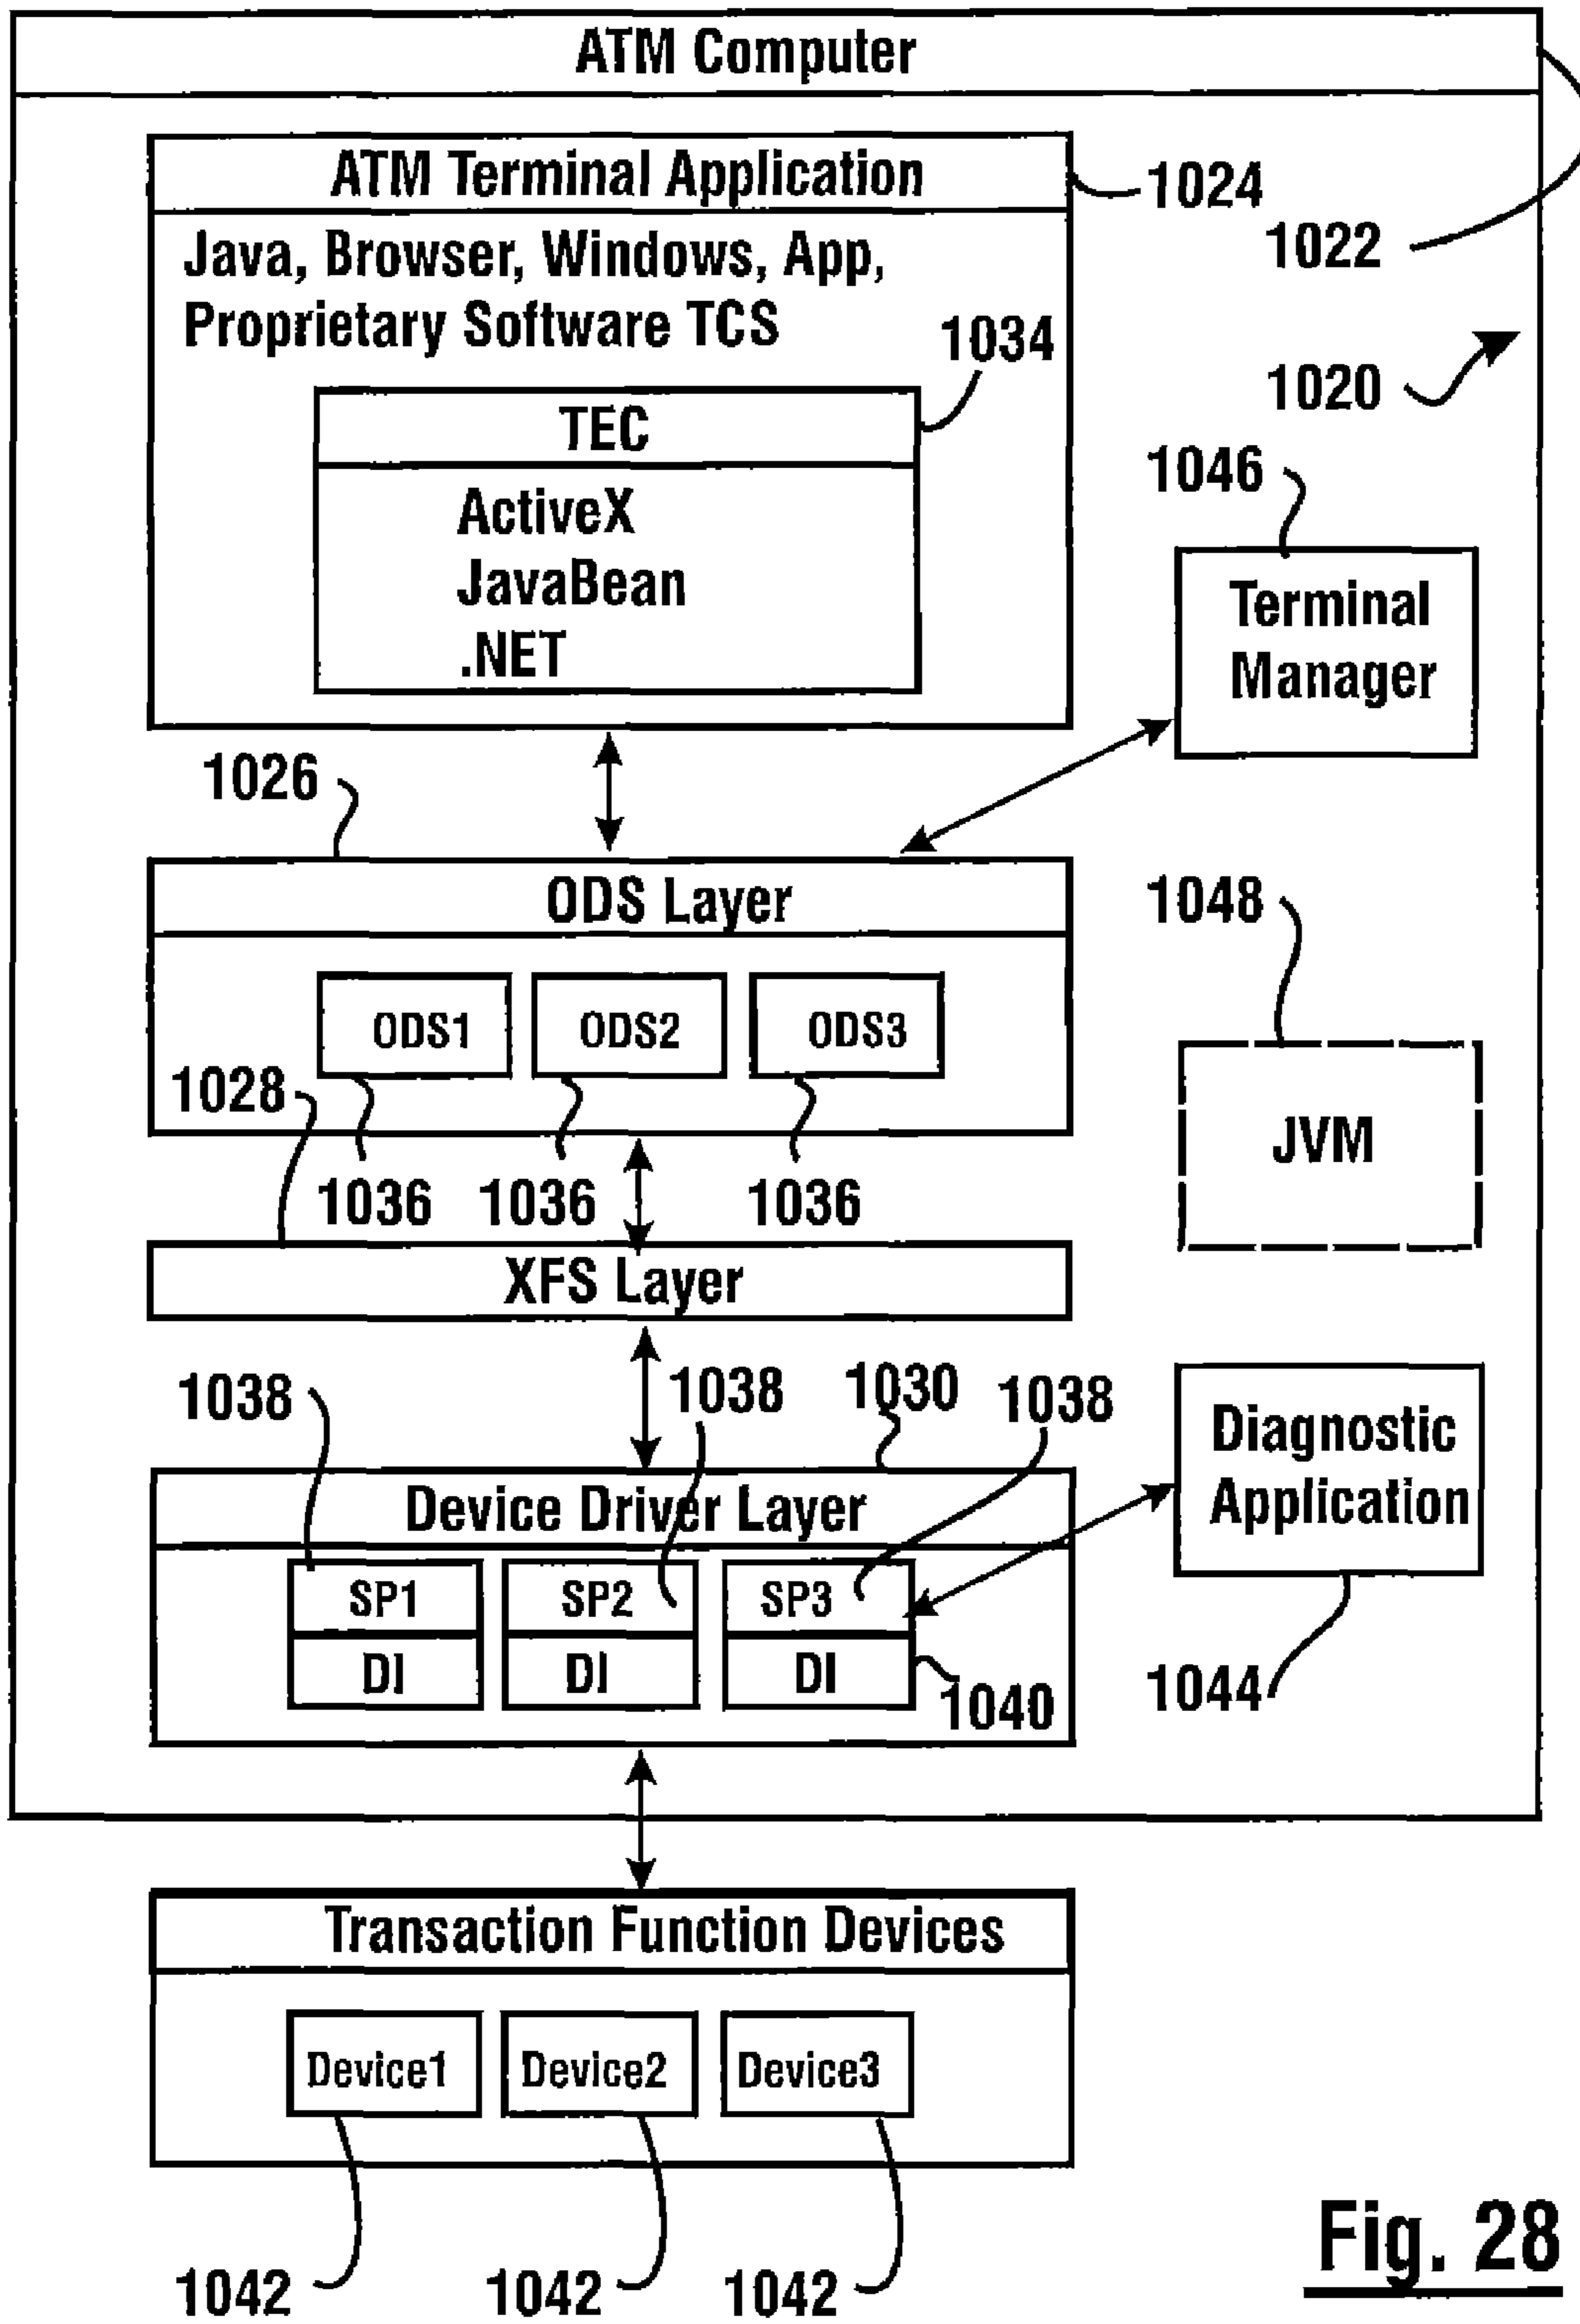 ATM Computer
ATM Terminal Application
1024
Java, Browser, Windows, App,
Proprietary Software TCS
1022
1034
1020
TEC
1046
ActiveX
JavaBean
.NET
Terminal
Manager
1026
ODS Layer
1048
ODS1 ODS2 ODS3
1028
JVM
1036 1036 1036
XFS Layer
1038 1038 1030 1038
Diagnostic
Application
Device Driver Layer
SP1 SP2 SP3
DI DI DI
1040
1044
Transaction Function Devices
Device1 Device2 Device3
1042 1042 1042
Fig. 28